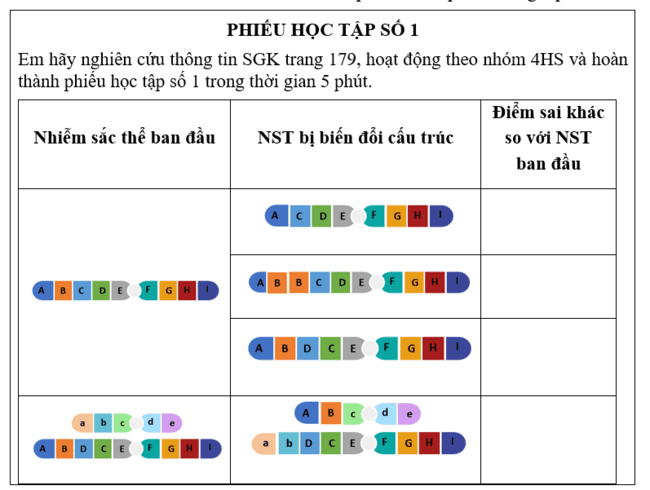 PHIẾU HỌC TẬP SỐ 1
Em hãy nghiên cứu thông tin SGK trang 179, hoạt động theo nhóm 4HS và hoàn
thành phiếu học tập số 1 trong thời gian 5 phút.
Nhiễm sắc thể ban đầu
NST bị biến đổi cấu trúc
Điểm sai khác
so với NST
ban đầu
A C D E F G H I
A B C D E F G H I
A B B C D E F G H I
A B D C E F G H I
a b c d e
A B D C E F G H I
A B c d e
a b D C E F G H I